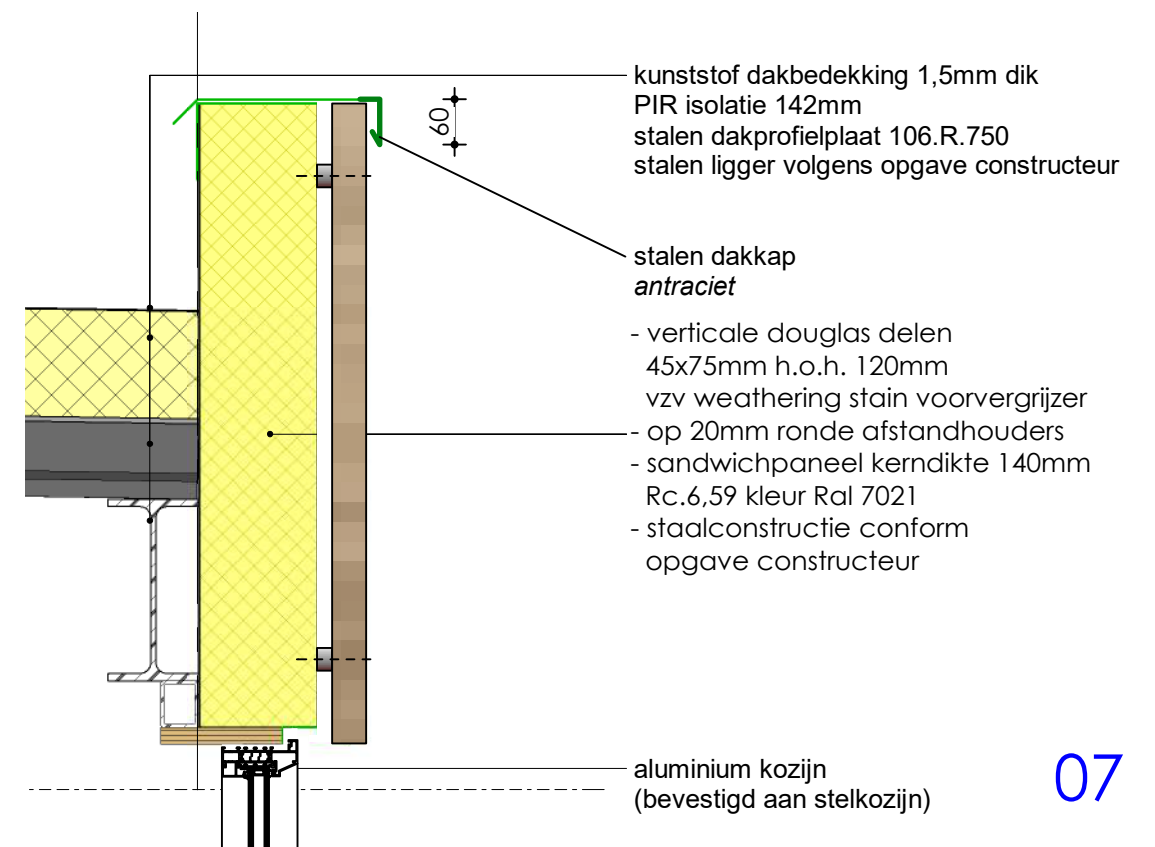 kunststof dakbedekking 1,5mm dik
PIR isolatie 142mm
stalen dakprofielplaat 106.R.750
stalen ligger volgens opgave constructeur
60
stalen dakkap
antraciet
- verticale douglas delen
45x75mm h.o.h. 120mm
vzv weathering stain voorvergrijzer
- op 20mm ronde afstandhouders
- sandwichpaneel kerndikte 140mm
Rc.6,59 kleur Ral 7021
- staalconstructie conform
opgave constructeur
aluminium kozijn
(bevestigd aan stelkozijn)
07